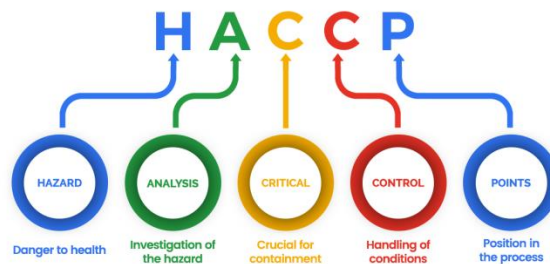 HACCP
HAZARD
ANALYSIS
CRITICAL
CONTROL
POINTS
Danger to health
Investigation of
the hazard
Crucial for
containment
Handling of
conditions
Position in
the process